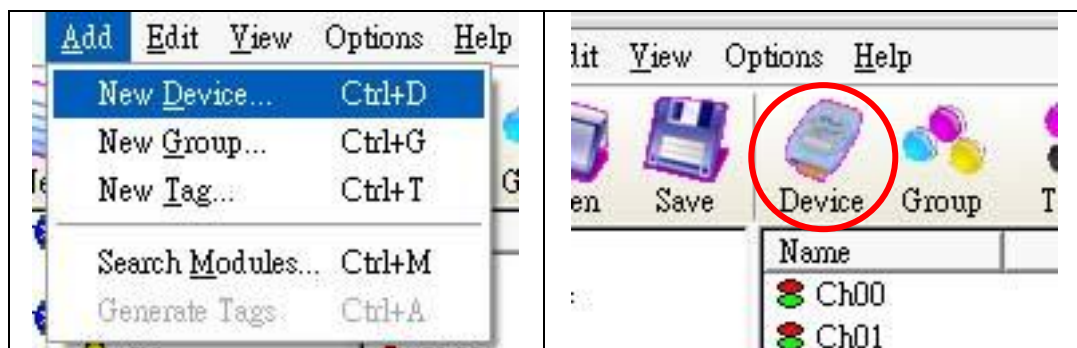 Add Edit View Options Help
New Device... Ctrl+D
New Group... Ctrl+G
New Tag... Ctrl+T
Search Modules... Ctrl+M
Generate Tags Ctrl+A
View Options Help
Save Device Group
Name
Ch00
Ch01